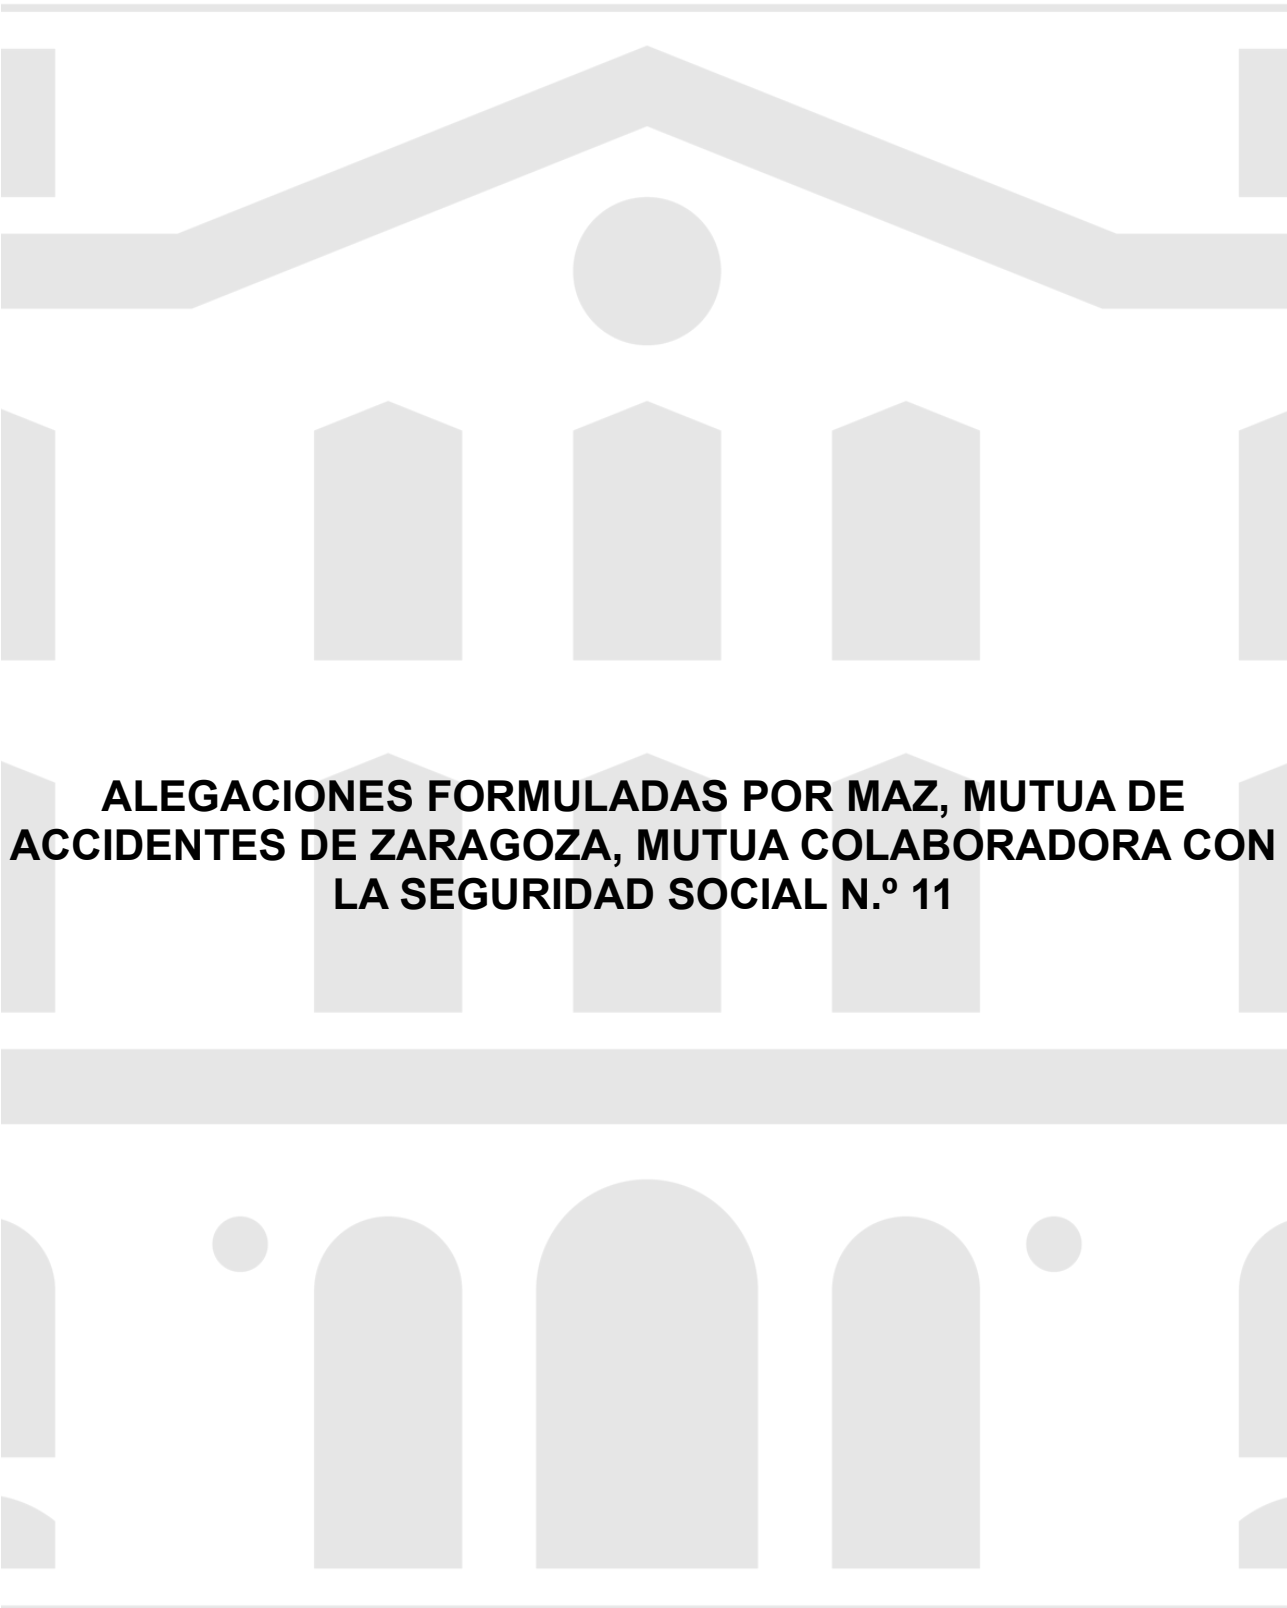 ALEGACIONES FORMULADAS POR MAZ, MUTUA DE
ACCIDENTES DE ZARAGOZA, MUTUA COLABORADORA CON
LA SEGURIDAD SOCIAL N.º 11